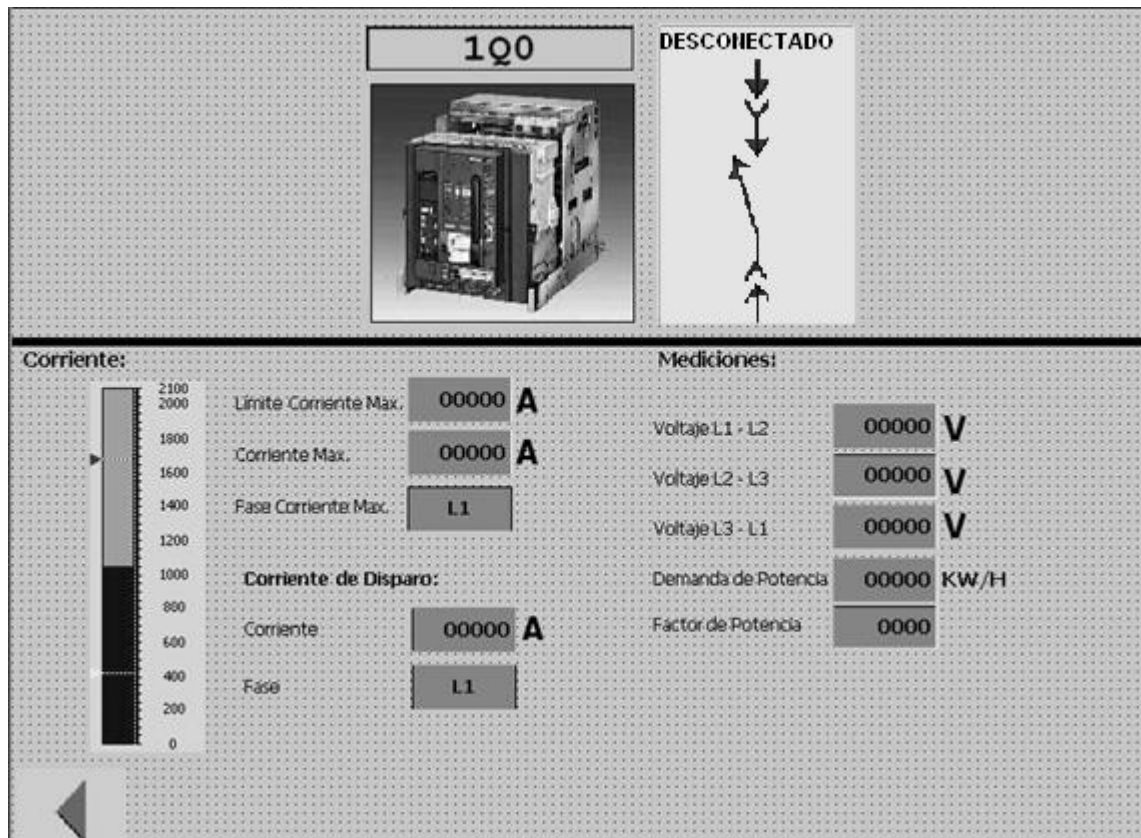 1Q0
DESCONECTADO
Corriente:
2100
2000
1800
1600
1400
1200
1000
800
600
400
200
0
Límite Corriente Max. 00000 A
Corriente Max. 00000 A
Fase Corriente Max. L1
Corriente de Disparo:
Corriente 00000 A
Fase L1
Mediciones:
Voltaje L1 - L2 00000 V
Voltaje L2 - L3 00000 V
Voltaje L3 - L1 00000 V
Demanda de Potencia 00000 KW/H
Factor de Potencia 0000